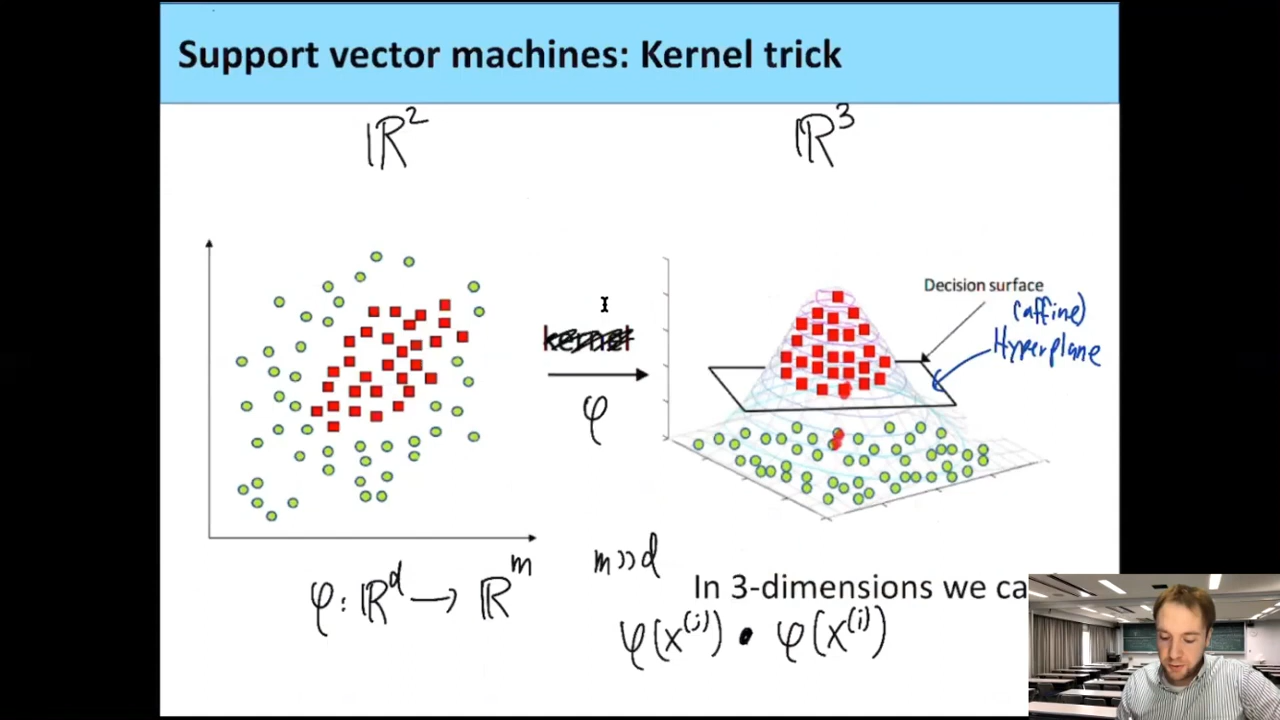 Support vector machines: Kernel trick
ℝ²
ℝ³
Decision surface
(affine)
Hyperplane
kernel
φ
m>>d
φ: ℝᵈ → ℝᵐ
In 3-dimensions we ca
φ(x⁽ʲ⁾) • φ(x⁽ⁱ⁾)